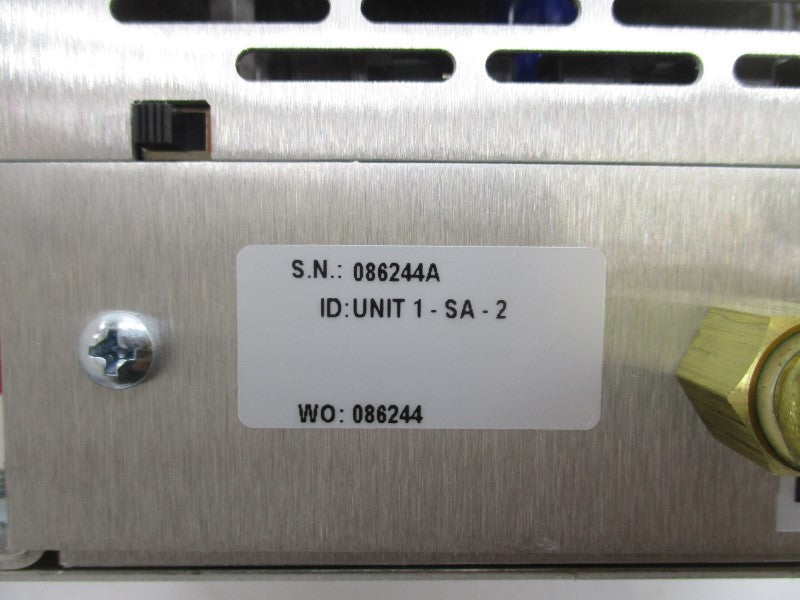 S.N.: 086244A
ID:UNIT 1 - SA - 2
WO: 086244